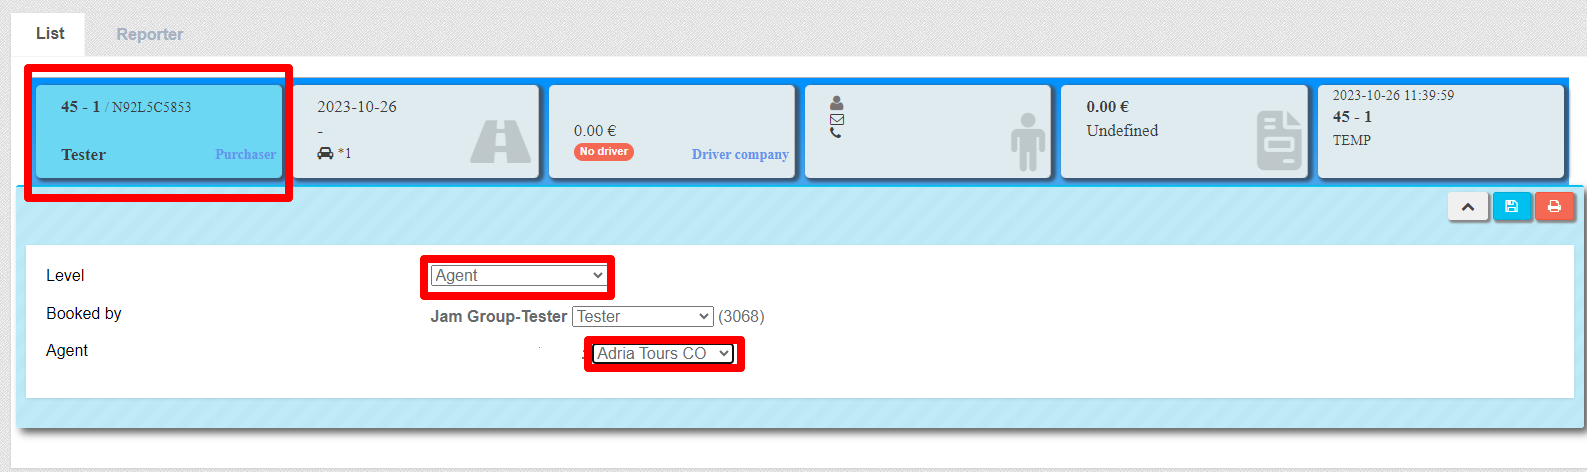 List
Reporter
45 - 1 / N92L5C5853
Tester
Purchaser
2023-10-26
-
*1
0.00 €
No driver
Driver company
0.00 €
Undefined
2023-10-26 11:39:59
45 - 1
TEMP
Level
Agent
Booked by
Jam Group-Tester Tester (3068)
Agent
Adria Tours CO